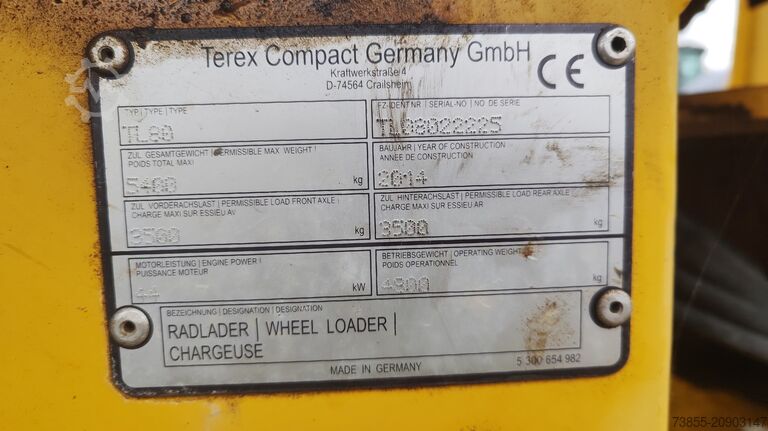 Terex Compact Germany GmbH
Kraftwerkstraße 4
D-74564 Crailsheim
CE
TYP | TYPE | TYPE
TL80
FZ-IDENT NR | SERIAL-NO | NO DE SERIE
TL08022225
ZUL GESAMTGEWICHT | PERMISSIBLE MAX WEIGHT |
POIDS TOTAL MAXI
5400 kg
BAUJAHR | YEAR OF CONSTRUCTION
ANNEE DE CONSTRUCTION
2014
ZUL VORDERACHSLAST | PERMISSIBLE LOAD FRONT AXLE |
CHARGE MAXI SUR ESSIEU AV
3500 kg
ZUL HINTERACHSLAST | PERMISSIBLE LOAD REAR AXLE |
CHARGE MAXI SUR ESSIEU AR
3500 kg
MOTORLEISTUNG | ENGINE POWER |
PUISSANCE MOTEUR
44 kW
BETRIEBSGEWICHT | OPERATING WEIGHT
POIDS OPERATIONNEL
4800 kg
BEZEICHNUNG | DESIGNATION | DESIGNATION
RADLADER | WHEEL LOADER |
CHARGEUSE
MADE IN GERMANY
5 300 654 982
73855-20903147